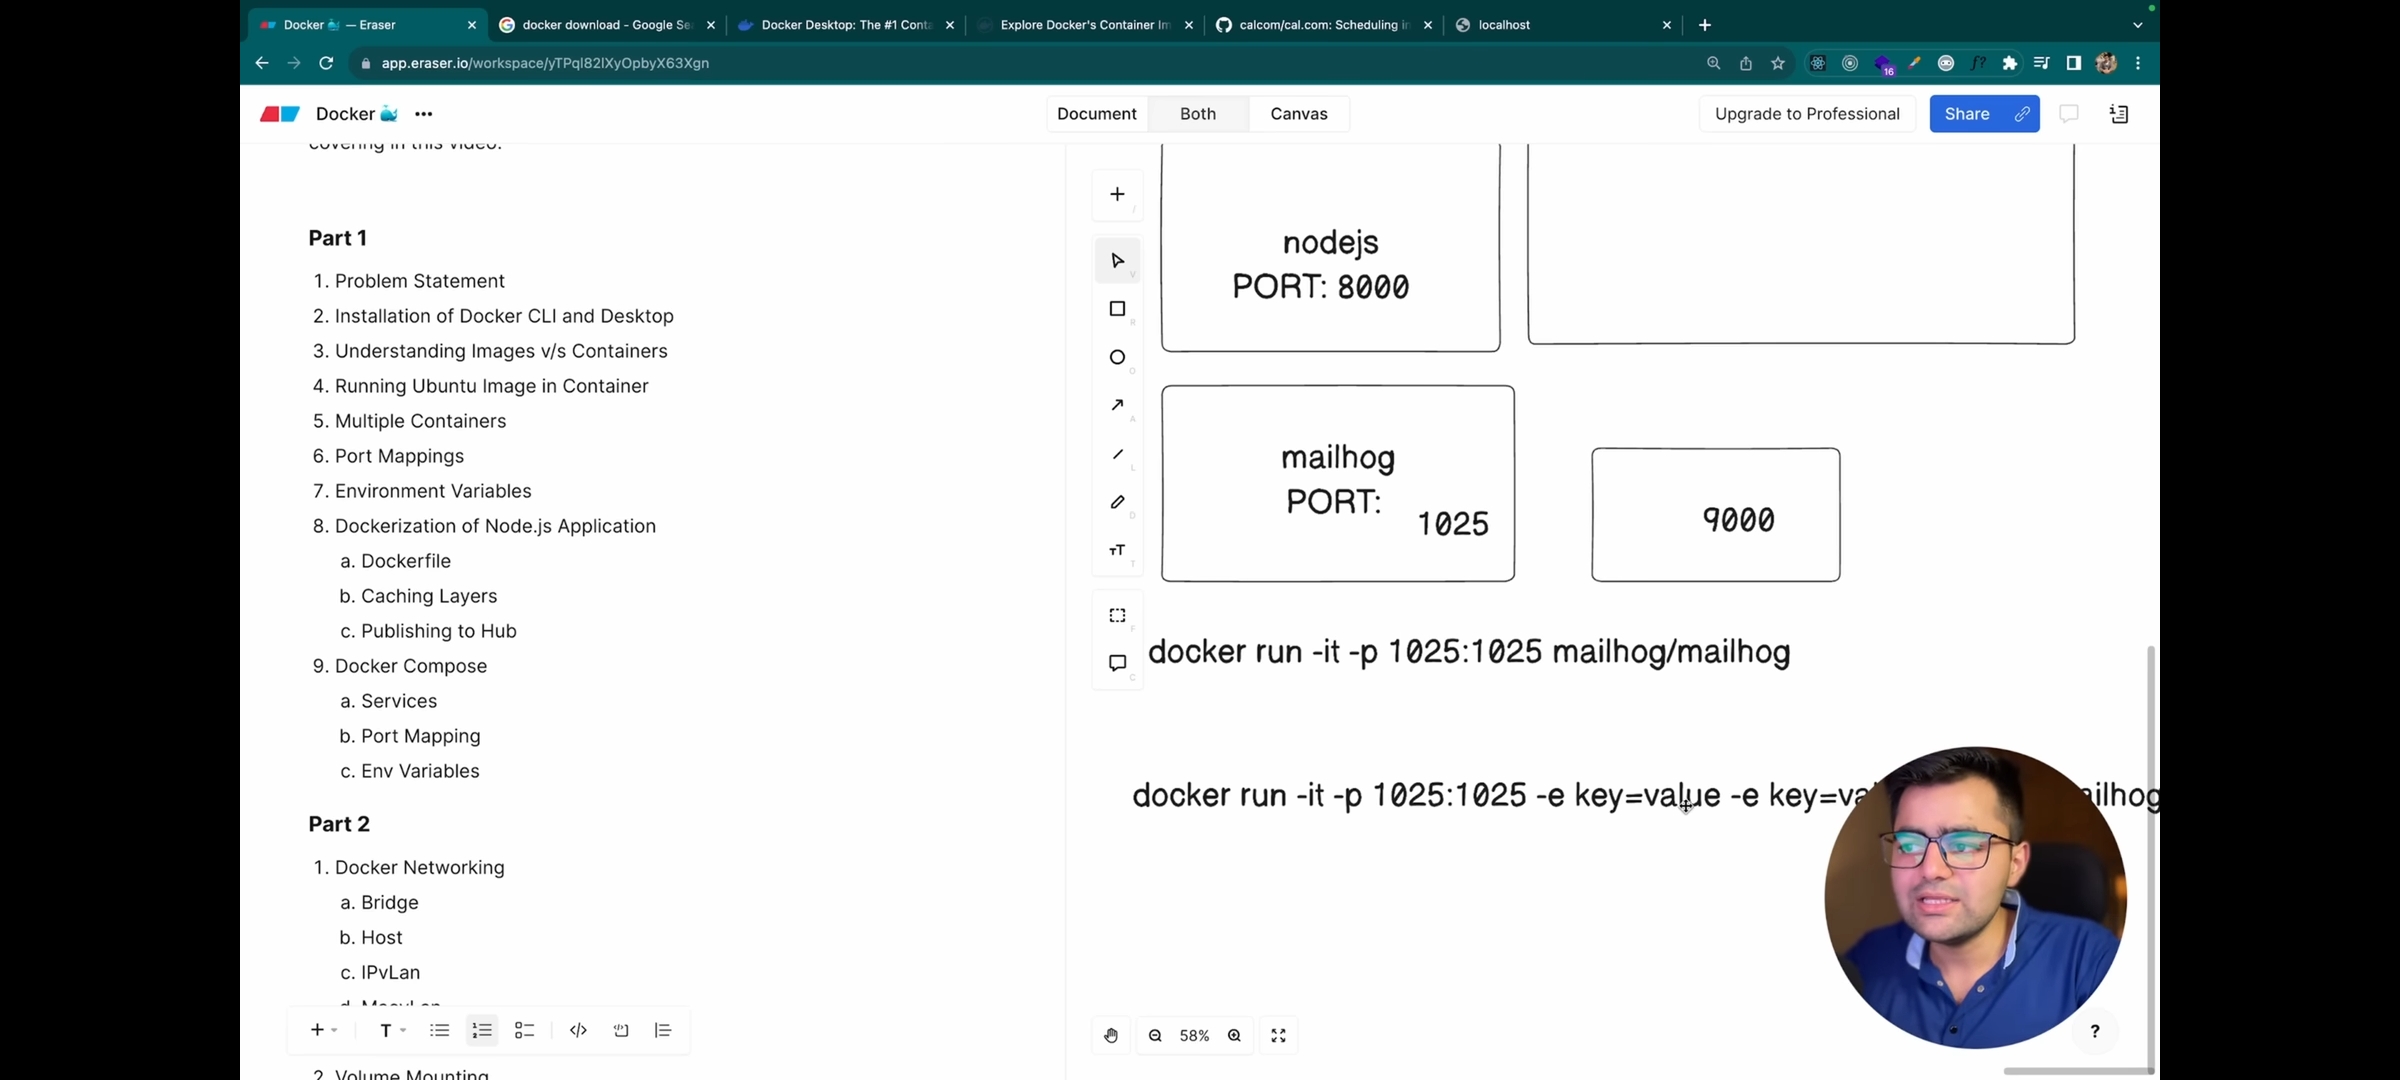 Docker 🐳 — Eraser
docker download - Google Se
Docker Desktop: The #1 Conta
Explore Docker's Container Im
calcom/cal.com: Scheduling in
localhost
app.eraser.io/workspace/yTPql82lXyOpbyX63Xgn
16
f?
Docker 🐳
Document
Both
Canvas
Upgrade to Professional
Share
covering in this video.
Part 1
1. Problem Statement
2. Installation of Docker CLI and Desktop
3. Understanding Images v/s Containers
4. Running Ubuntu Image in Container
5. Multiple Containers
6. Port Mappings
7. Environment Variables
8. Dockerization of Node.js Application
a. Dockerfile
b. Caching Layers
c. Publishing to Hub
9. Docker Compose
a. Services
b. Port Mapping
c. Env Variables
Part 2
1. Docker Networking
a. Bridge
b. Host
c. IPvLan
2. Volume Mounting
T
/
V
R
O
A
L
D
TT
T
F
C
nodejs
PORT: 8000
mailhog
PORT:
1025
9000
docker run -it -p 1025:1025 mailhog/mailhog
docker run -it -p 1025:1025 -e key=value -e key=va
ilhog
58%
?